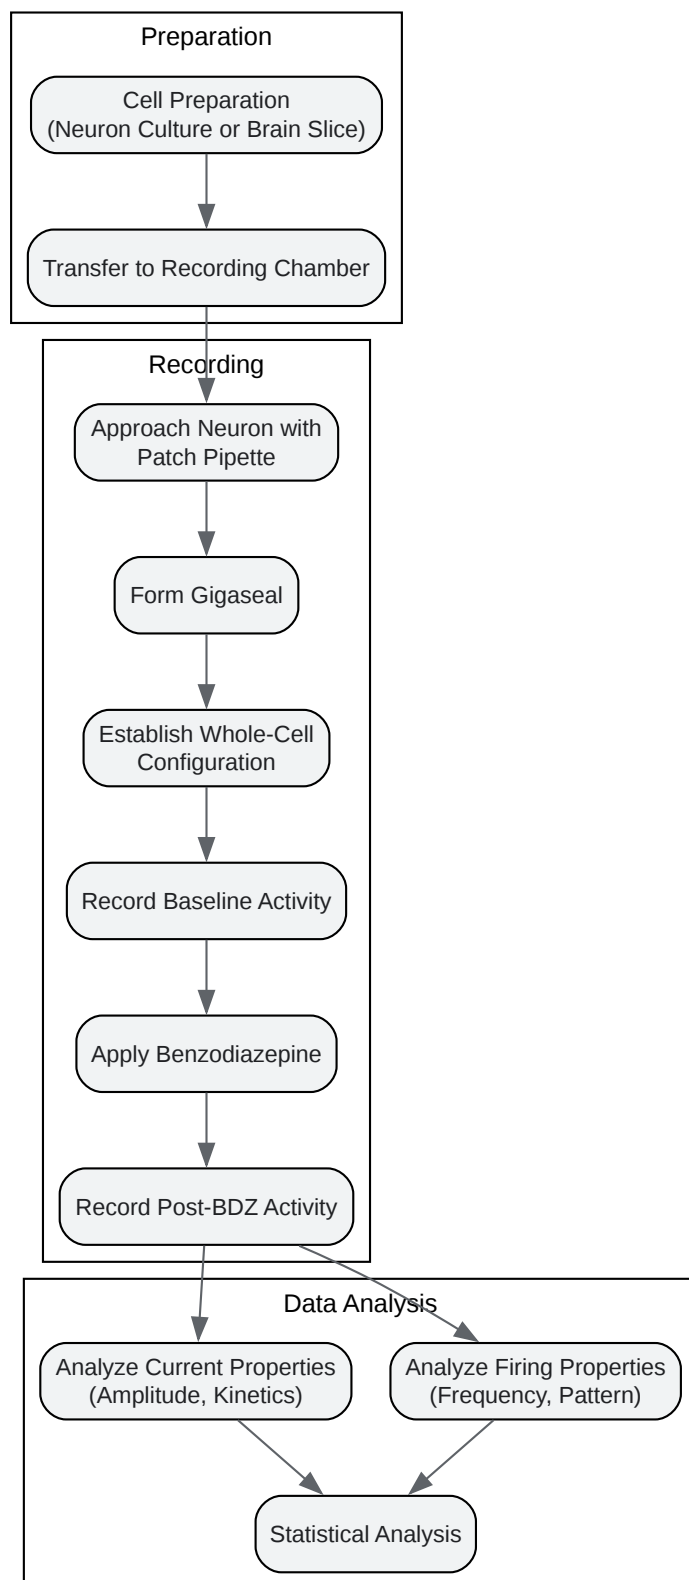 Preparation
Cell Preparation
(Neuron Culture or Brain Slice)
Transfer to Recording Chamber
Recording
Approach Neuron with
Patch Pipette
Form Gigaseal
Establish Whole-Cell
Configuration
Record Baseline Activity
Apply Benzodiazepine
Record Post-BDZ Activity
Data Analysis
Analyze Current Properties
(Amplitude, Kinetics)
Analyze Firing Properties
(Frequency, Pattern)
Statistical Analysis